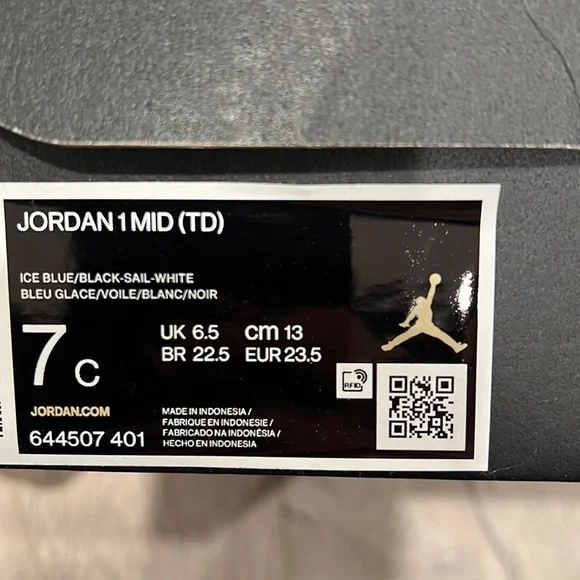 JORDAN 1 MID (TD)
ICE BLUE/BLACK-SAIL-WHITE
BLEU GLACE/VOILE/BLANC/NOIR
7 C
UK 6.5 cm 13
BR 22.5 EUR 23.5
RFID
JORDAN.COM
644507 401
MADE IN INDONESIA/
FABRIQUE EN INDONESIE/
FABRICADO NA INDONÉSIA/
HECHO EN INDONESIA